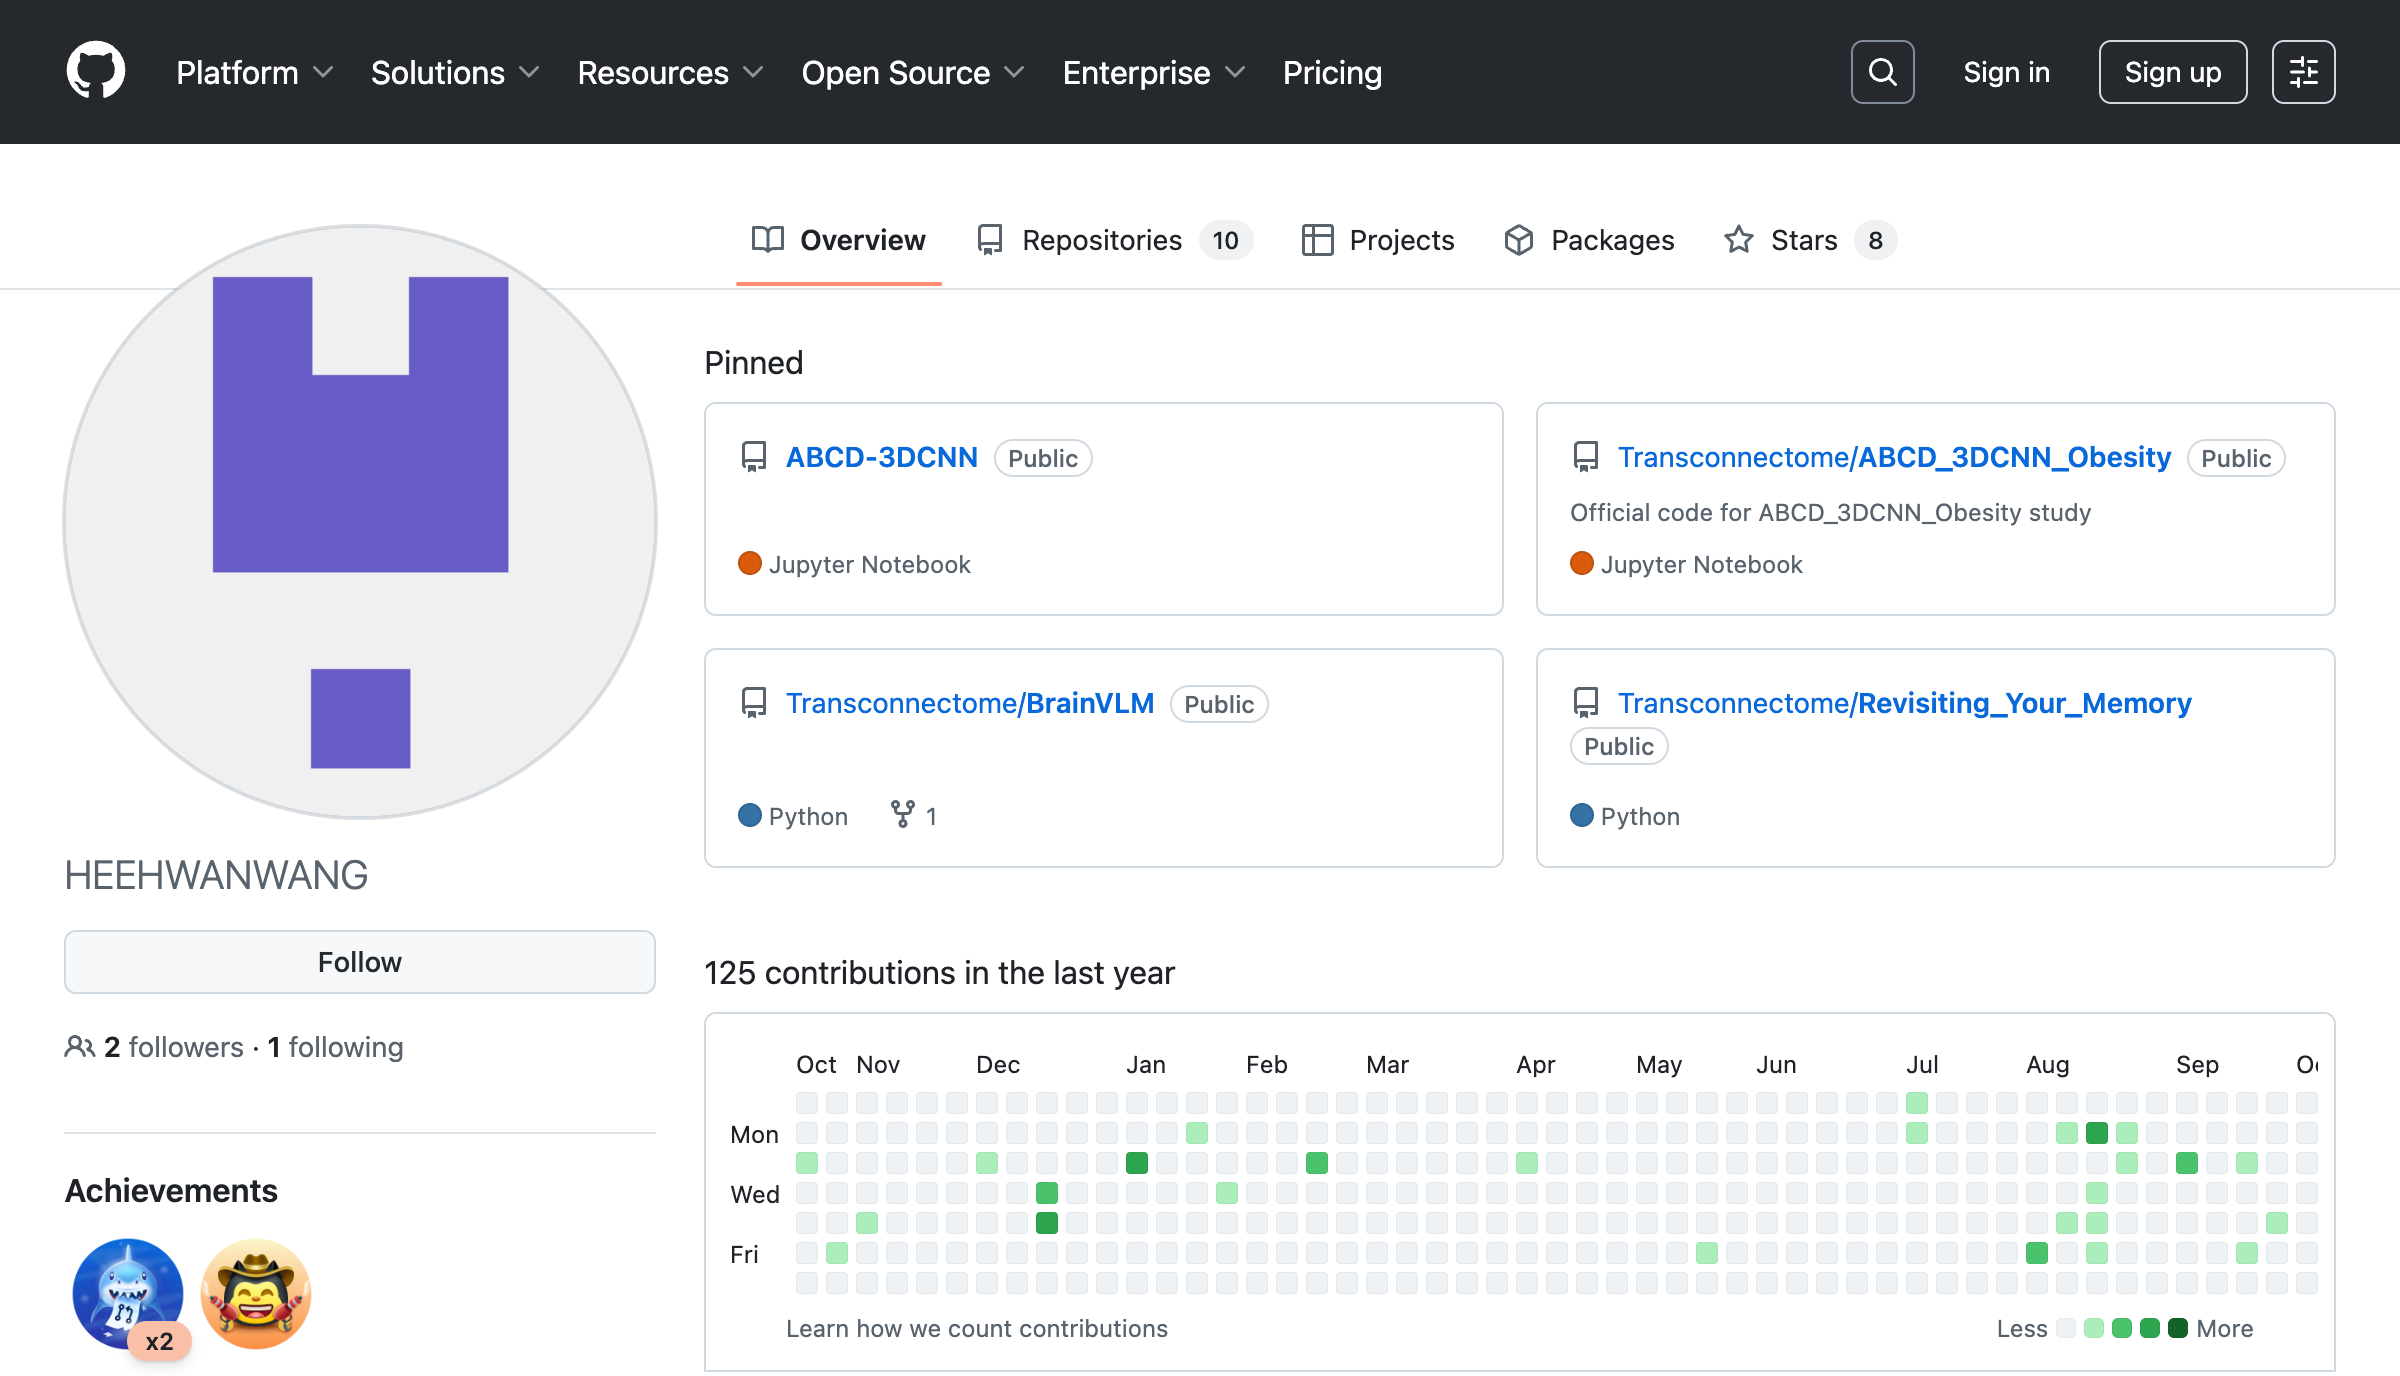 Platform Solutions Resources Open Source Enterprise Pricing Sign in Sign up
Overview Repositories 10 Projects Packages Stars 8
Pinned
ABCD-3DCNN Public
Jupyter Notebook
Transconnectome/ABCD_3DCNN_Obesity Public
Official code for ABCD_3DCNN_Obesity study
Jupyter Notebook
Transconnectome/BrainVLM Public
Python 1
Transconnectome/Revisiting_Your_Memory
Public
Python
HEEHWANWANG
Follow
2 followers · 1 following
Achievements
x2
125 contributions in the last year
Oct Nov Dec Jan Feb Mar Apr May Jun Jul Aug Sep
Mon
Wed
Fri
Learn how we count contributions
Less More